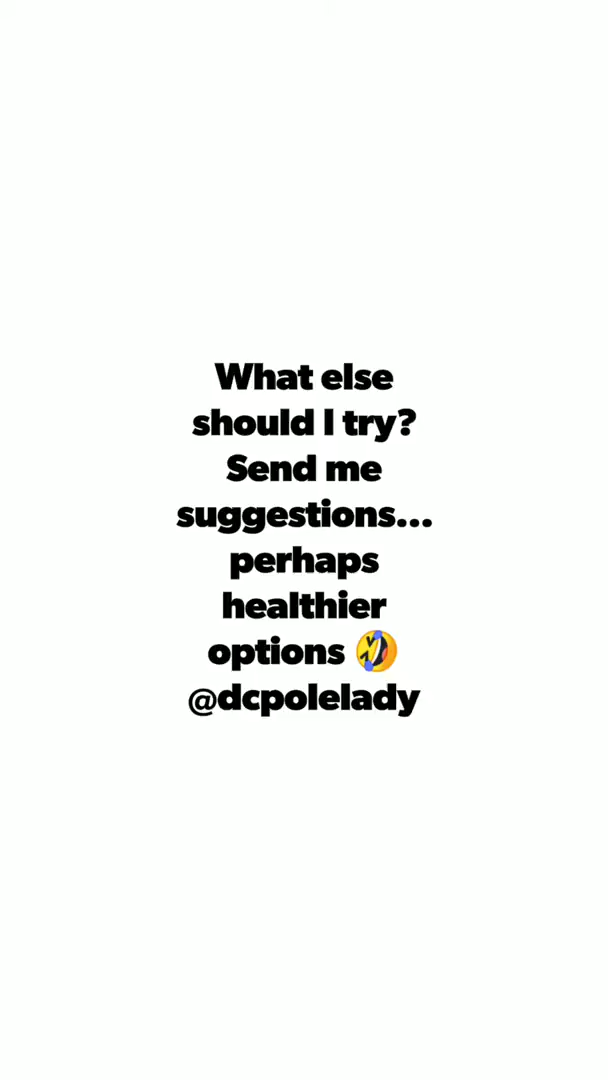 What else
should I try?
Send me
suggestions...
perhaps
healthier
options 🤣
@dcpolelady